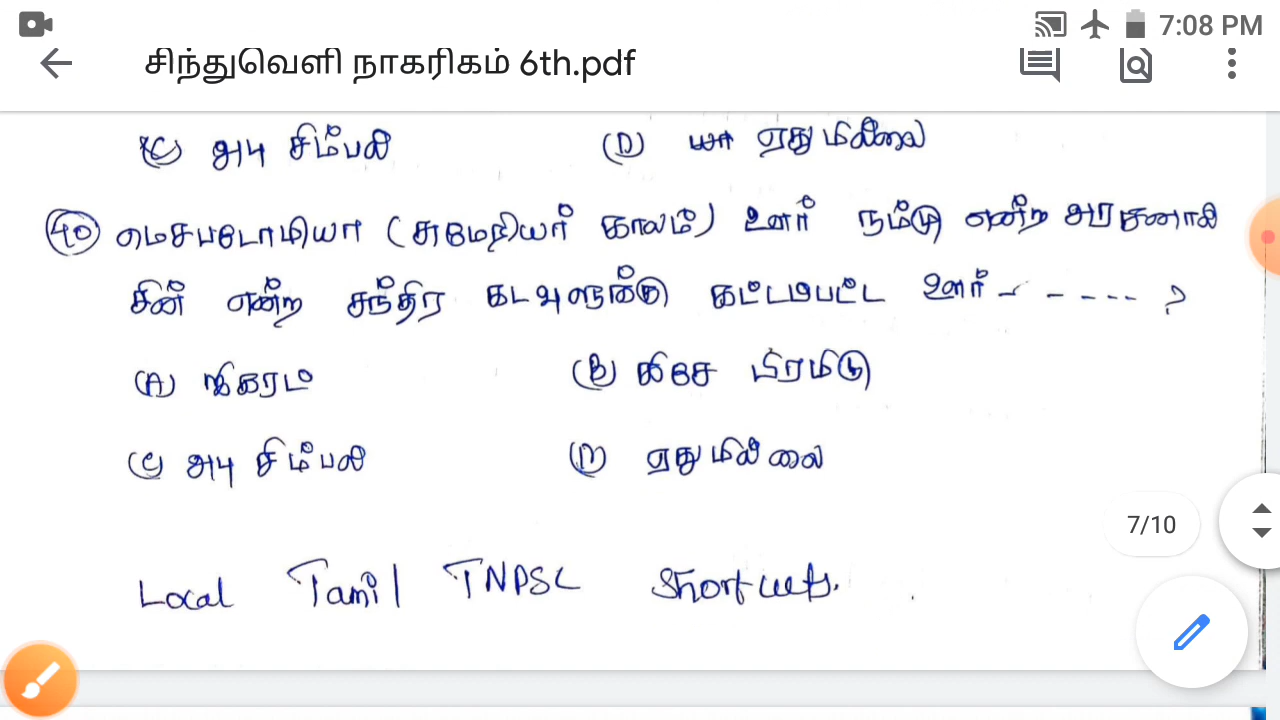 7:08 PM
சிந்துவெளி நாகரிகம் 6th.pdf
(C) அபு சிம்பல் (D) ஏதுமில்லை
40 மெசபடோமியா (சுமேரியர் காலம்) ஊர் நம்மு என்ற அரசனால்
சின் என்ற சந்திர கடவுளுக்கு கட்டப்பட்ட ஊர் - - - - - ?
(A) சிகரட் (B) கிசே பிரமிடு
(C) அபு சிம்பல் (D) ஏதுமில்லை
7/10
Local Tamil TNPSC Shortcuts.